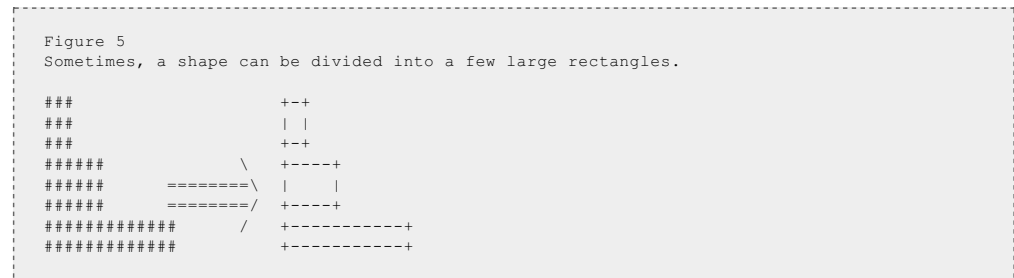 Figure 5
Sometimes, a shape can be divided into a few large rectangles.

###                       +-+
###                       | |
###                       +-+
######               \    +-----+
######      ========\     |     |
######      ========/     +-----+
#############        /    +-----------+
#############             +-----------+